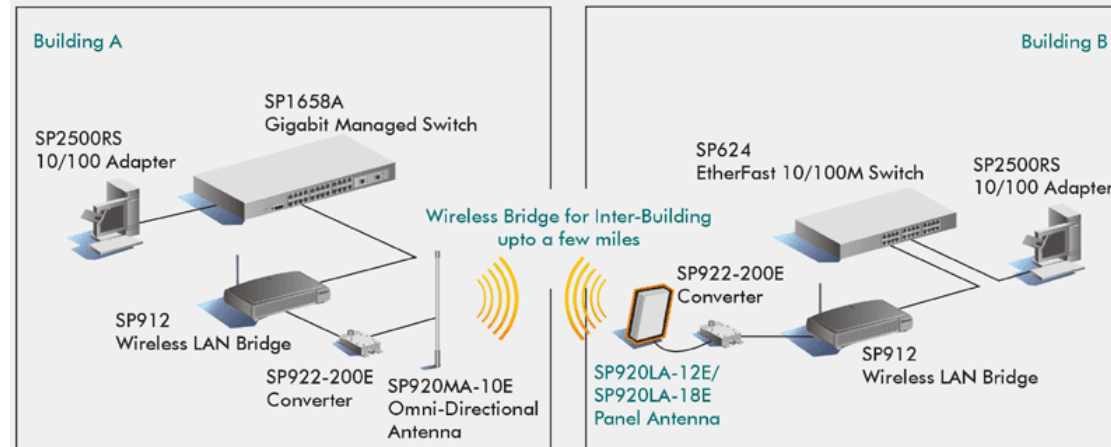 Building A
Building B
SP1658A
Gigabit Managed Switch
SP2500RS
10/100 Adapter
SP624
EtherFast 10/100M Switch
SP2500RS
10/100 Adapter
Wireless Bridge for Inter-Building
upto a few miles
SP922-200E
Converter
SP912
Wireless LAN Bridge
SP922-200E
Converter
SP920MA-10E
Omni-Directional
Antenna
SP920LA-12E/
SP920LA-18E
Panel Antenna
SP912
Wireless LAN Bridge